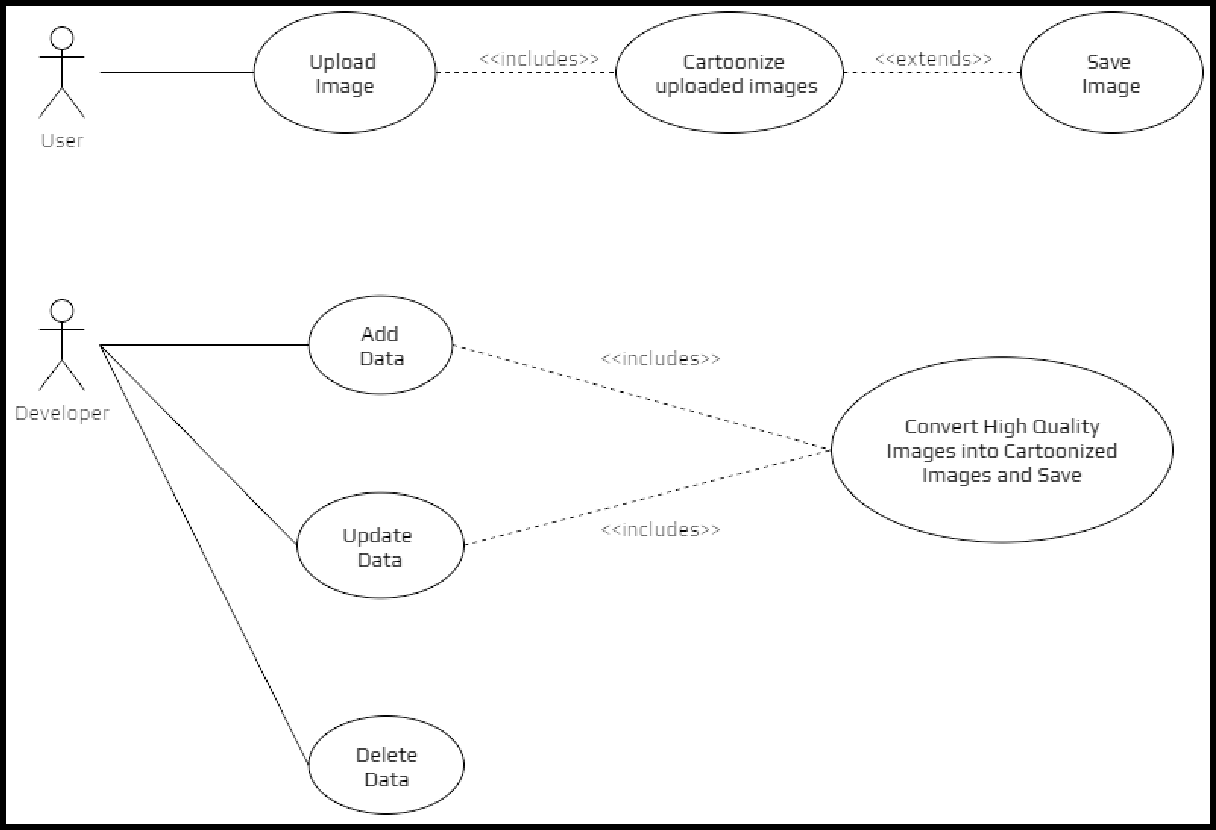 Upload
Image
<<includes>>
Cartoonize
uploaded images
<<extends>>
Save
Image
User
Add
Data
<<includes>>
Developer
Convert High Quality
Images into Cartoonized
Images and Save
Update
Data
<<includes>>
Delete
Data